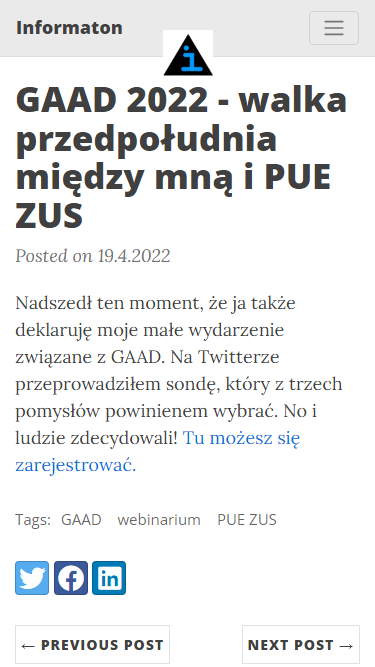 Informaton
i
GAAD 2022 - walka
przedpołudnia
między mną i PUE
ZUS
Posted on 19.4.2022
Nadszedł ten moment, że ja także
deklaruję moje małe wydarzenie
związane z GAAD. Na Twitterze
przeprowadziłem sondę, który z trzech
pomysłów powinienem wybrać. No i
ludzie zdecydowali! Tu możesz się
zarejestrować.
Tags: GAAD webinarium PUE ZUS
← PREVIOUS POST NEXT POST →